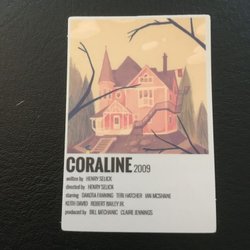 CORALINE 2009
written by HENRY SELICK
directed by HENRY SELICK
starring DAKOTA FANNING TERI HATCHER IAN MCSHANE
KEITH DAVID ROBERT BAILEY JR.
produced by BILL MECHANIC CLAIRE JENNINGS